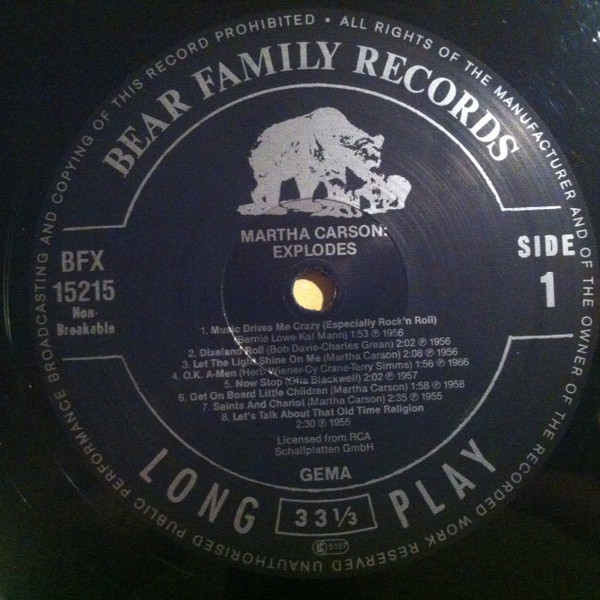 BEAR FAMILY RECORDS
MARTHA CARSON:
EXPLODES
BFX
15215
Non-
Breakable
SIDE
1
1. Music Drives Me Crazy (Especially Rock'n Roll)
(Bernie Lowe-Kal Mann) 1:53 ℗ 1956
2. Dixieland Roll (Bob Davie-Charles Grean) 2:02 ℗ 1956
3. Let The Light Shine On Me (Martha Carson) 2:08 ℗ 1956
4. O.K. A-Men (Herb Wiener-Cy Crane-Terry Simms) 1:56 ℗ 1986
5. Now Stop (Otis Blackwell) 2:02 ℗ 1957
6. Get On Board Little Children (Martha Carson) 1:58 ℗ 1958
7. Saints and Chariot (Martha Carson) 2:35 ℗ 1955
8. Let's Talk About That Old Time Religion
2:30 ℗ 1955
Licensed from RCA
Schallplatten GmbH
GEMA
LONG 33⅓ PLAY
LC 5197
ALL RIGHTS OF THE MANUFACTURER AND OF THE OWNER OF THE RECORDED WORK RESERVED UNAUTHORISED PUBLIC PERFORMANCE BROADCASTING AND COPYING OF THIS RECORD PROHIBITED •